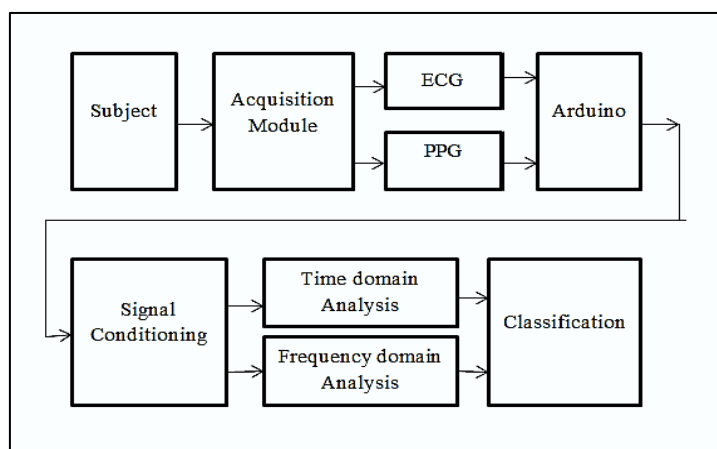 Subject
Acquisition
Module
ECG
PPG
Arduino
Signal
Conditioning
Time domain
Analysis
Frequency domain
Analysis
Classification